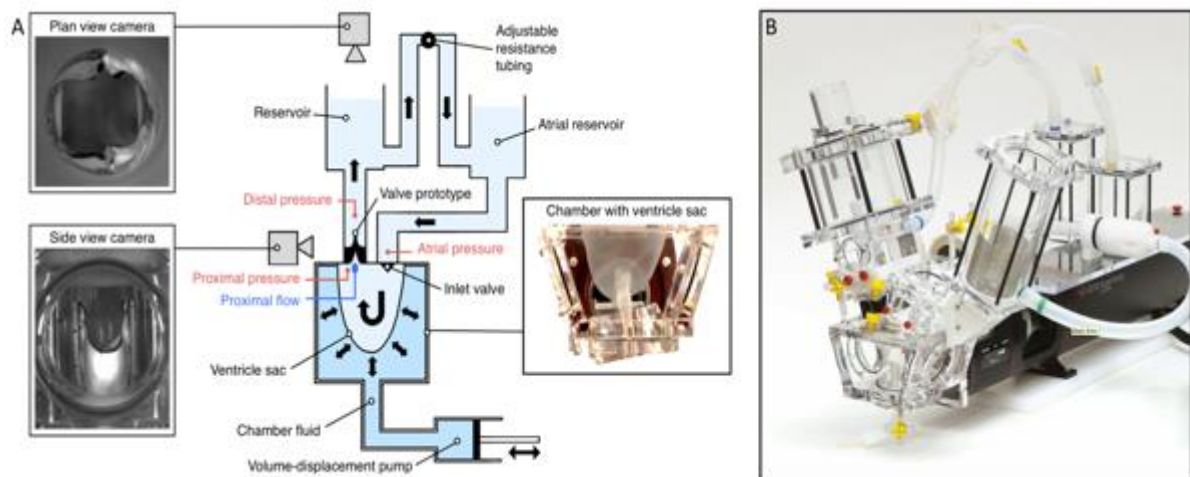 A
Plan view camera
Side view camera
Reservoir
Adjustable
resistance
tubing
Atrial reservoir
Distal pressure
Valve prototype
Atrial pressure
Proximal pressure
Proximal flow
Inlet valve
Ventricle sac
Chamber fluid
Volume-displacement pump
Chamber with ventricle sac
B